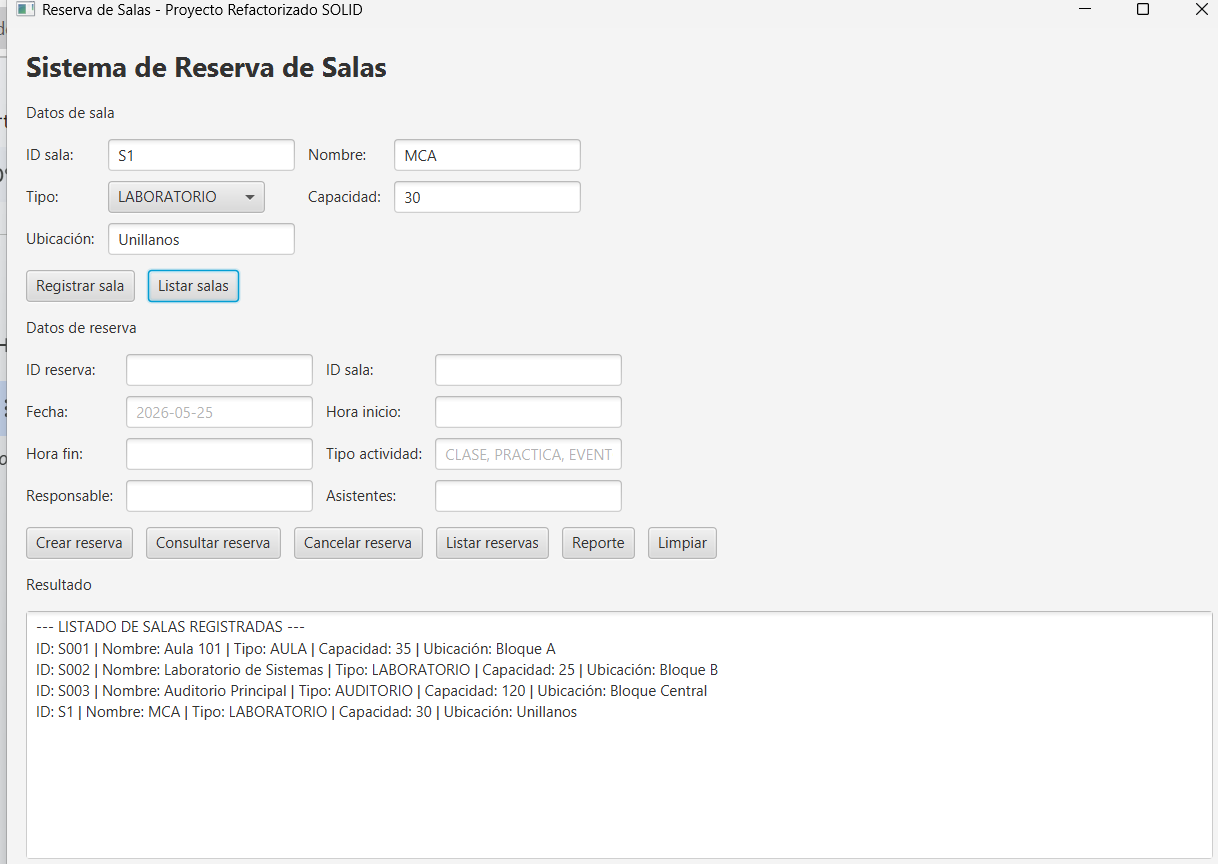 Reserva de Salas - Proyecto Refactorizado SOLID
Sistema de Reserva de Salas
Datos de sala
ID sala: S1 Nombre: MCA
Tipo: LABORATORIO Capacidad: 30
Ubicación: Unillanos
Registrar sala Listar salas
Datos de reserva
ID reserva: ID sala:
Fecha: 2026-05-25 Hora inicio:
Hora fin: Tipo actividad: CLASE, PRACTICA, EVENT
Responsable: Asistentes:
Crear reserva Consultar reserva Cancelar reserva Listar reservas Reporte Limpiar
Resultado
--- LISTADO DE SALAS REGISTRADAS ---
ID: S001 | Nombre: Aula 101 | Tipo: AULA | Capacidad: 35 | Ubicación: Bloque A
ID: S002 | Nombre: Laboratorio de Sistemas | Tipo: LABORATORIO | Capacidad: 25 | Ubicación: Bloque B
ID: S003 | Nombre: Auditorio Principal | Tipo: AUDITORIO | Capacidad: 120 | Ubicación: Bloque Central
ID: S1 | Nombre: MCA | Tipo: LABORATORIO | Capacidad: 30 | Ubicación: Unillanos